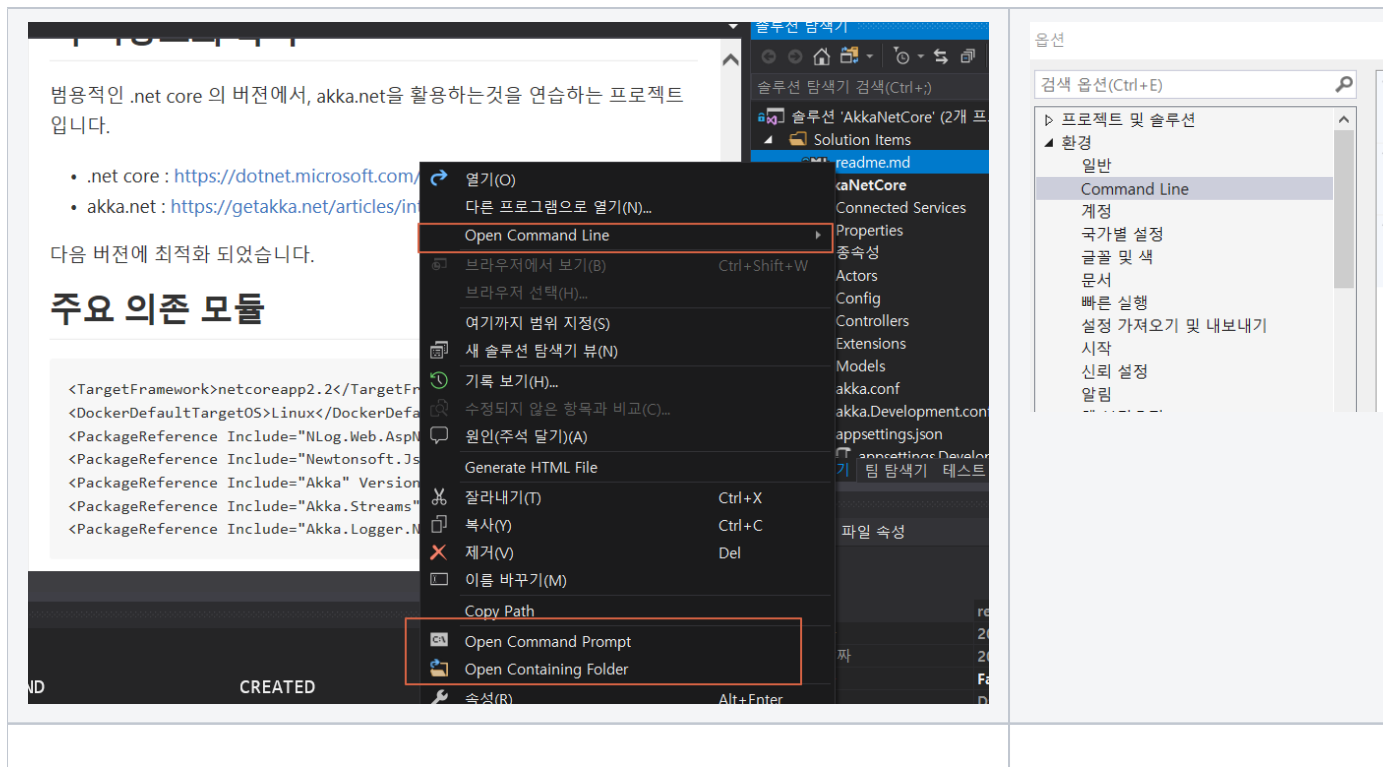 범용적인 .net core 의 버젼에서, akka.net을 활용하는것을 연습하는 프로젝트
입니다.
• .net core : https://dotnet.microsoft.com/
• akka.net : https://getakka.net/articles/int
다음 버젼에 최적화 되었습니다.
주요 의존 모듈
<TargetFramework>netcoreapp2.2</TargetFr
<DockerDefaultTargetOS>Linux</DockerDefa
<PackageReference Include="NLog.Web.AspN
<PackageReference Include="Newtonsoft.Js
<PackageReference Include="Akka" Version
<PackageReference Include="Akka.Streams"
<PackageReference Include="Akka.Logger.N
ND
CREATED
열기(O)
다른 프로그램으로 열기(N)...
Open Command Line
브라우저에서 보기(B) Ctrl+Shift+W
브라우저 선택(H)...
여기까지 범위 지정(S)
새 솔루션 탐색기 뷰(N)
기록 보기(H)...
수정되지 않은 항목과 비교(C)...
원인(주석 달기)(A)
Generate HTML File
잘라내기(T) Ctrl+X
복사(Y) Ctrl+C
제거(V) Del
이름 바꾸기(M)
Copy Path
Open Command Prompt
Open Containing Folder
속성(R) Alt+Enter
솔루션 탐색기
솔루션 탐색기 검색(Ctrl+;)
솔루션 'AkkaNetCore' (2개 프
Solution Items
readme.md
kaNetCore
Connected Services
Properties
종속성
Actors
Config
Controllers
Extensions
Models
akka.conf
akka.Development.con
appsettings.json
appsettings.Develop
기 팀 탐색기 테스트
파일 속성
re
20
짜 20
Fa
D
옵션
검색 옵션(Ctrl+E)
프로젝트 및 솔루션
환경
일반
Command Line
계정
국가별 설정
글꼴 및 색
문서
빠른 실행
설정 가져오기 및 내보내기
시작
신뢰 설정
알림